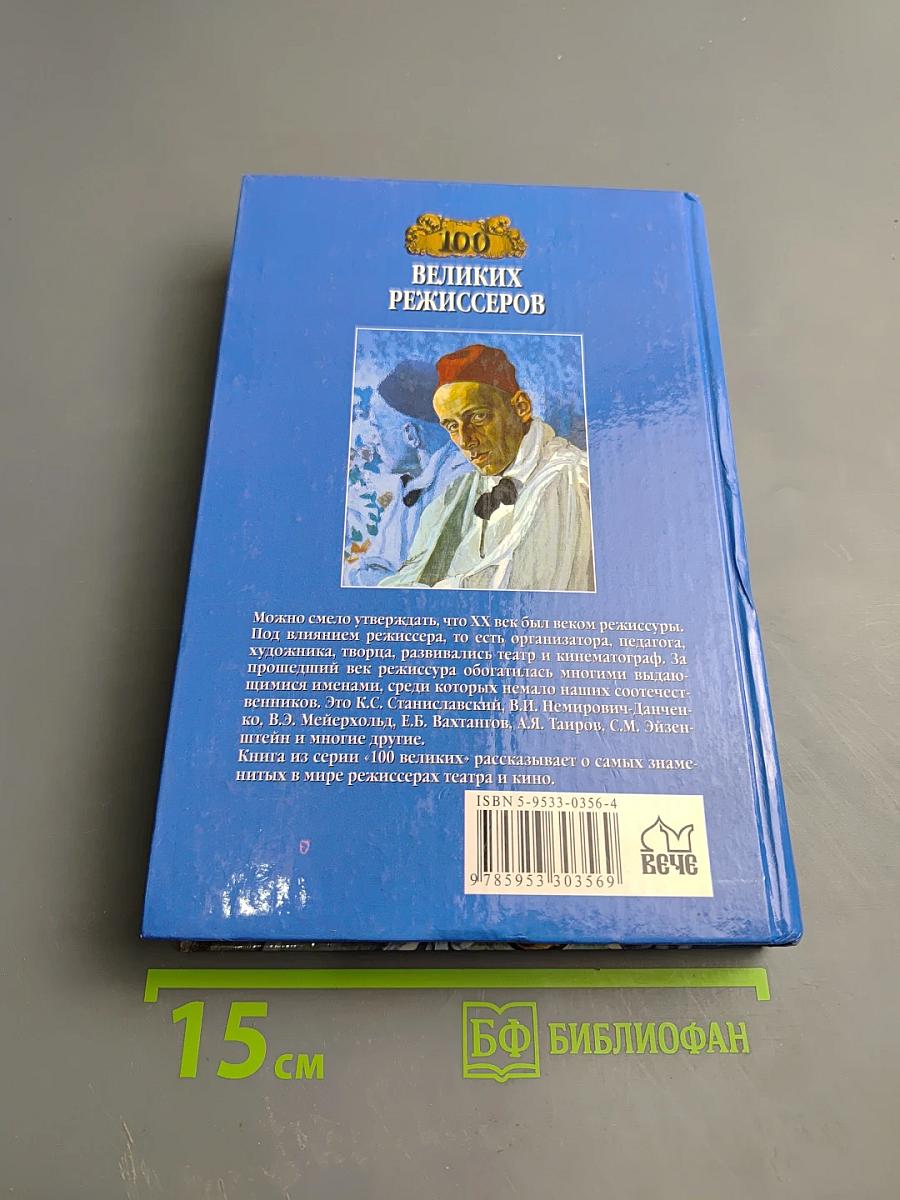 100
ВЕЛИКИХ
РЕЖИССЕРОВ
Можно смело утверждать, что XX век был веком режиссуры.
Под влиянием режиссера, то есть организатора, педагога,
художника, творца, развивались театр и кинематограф. За
прошедший век режиссура обогатилась многими выдаю-
щимися именами, среди которых немало наших соотечест-
венников. Это К.С. Станиславский, В.И. Немирович-Данчен-
ко, В.Э. Мейерхольд, Е.Б. Вахтангов, А.Я. Таиров, С.М. Эйзен-
штейн и многие другие.
Книга из серии «100 великих» рассказывает о самых знаме-
нитых в мире режиссерах театра и кино.
ISBN 5-9533-0356-4
9 785953 303569
ВЕЧЕ
15 см
БФ БИБЛИОФАН